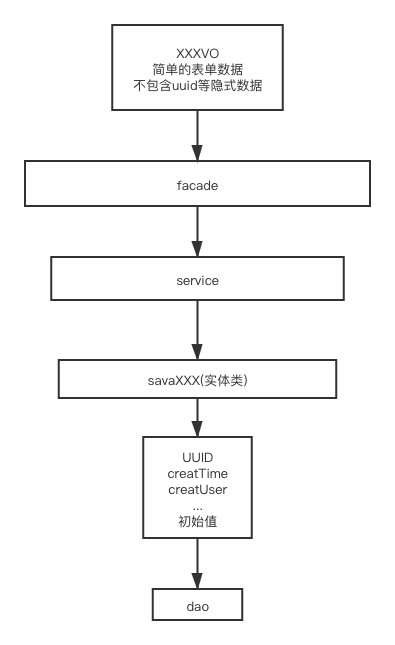 XXXVO
简单的表单数据
不包含uuid等隐式数据
facade
service
savaXXX(实体类)
UUID
creatTime
creatUser
...
初始值
dao